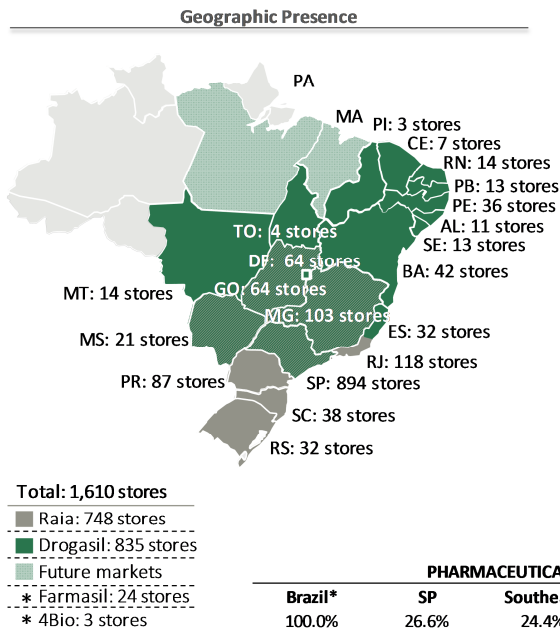 Geographic Presence
PA
MA
PI: 3 stores
CE: 7 stores
RN: 14 stores
PB: 13 stores
PE: 36 stores
AL: 11 stores
SE: 13 stores
TO: 4 stores
DF: 64 stores
BA: 42 stores
GO: 64 stores
MT: 14 stores
MG: 103 stores
MS: 21 stores
ES: 32 stores
RJ: 118 stores
PR: 87 stores
SP: 894 stores
SC: 38 stores
RS: 32 stores
Total: 1,610 stores
Raia: 748 stores
Drogasil: 835 stores
Future markets
* Farmasil: 24 stores
* 4Bio: 3 stores
PHARMACEUTICA
Brazil* SP Southe
100.0% 26.6% 24.4%